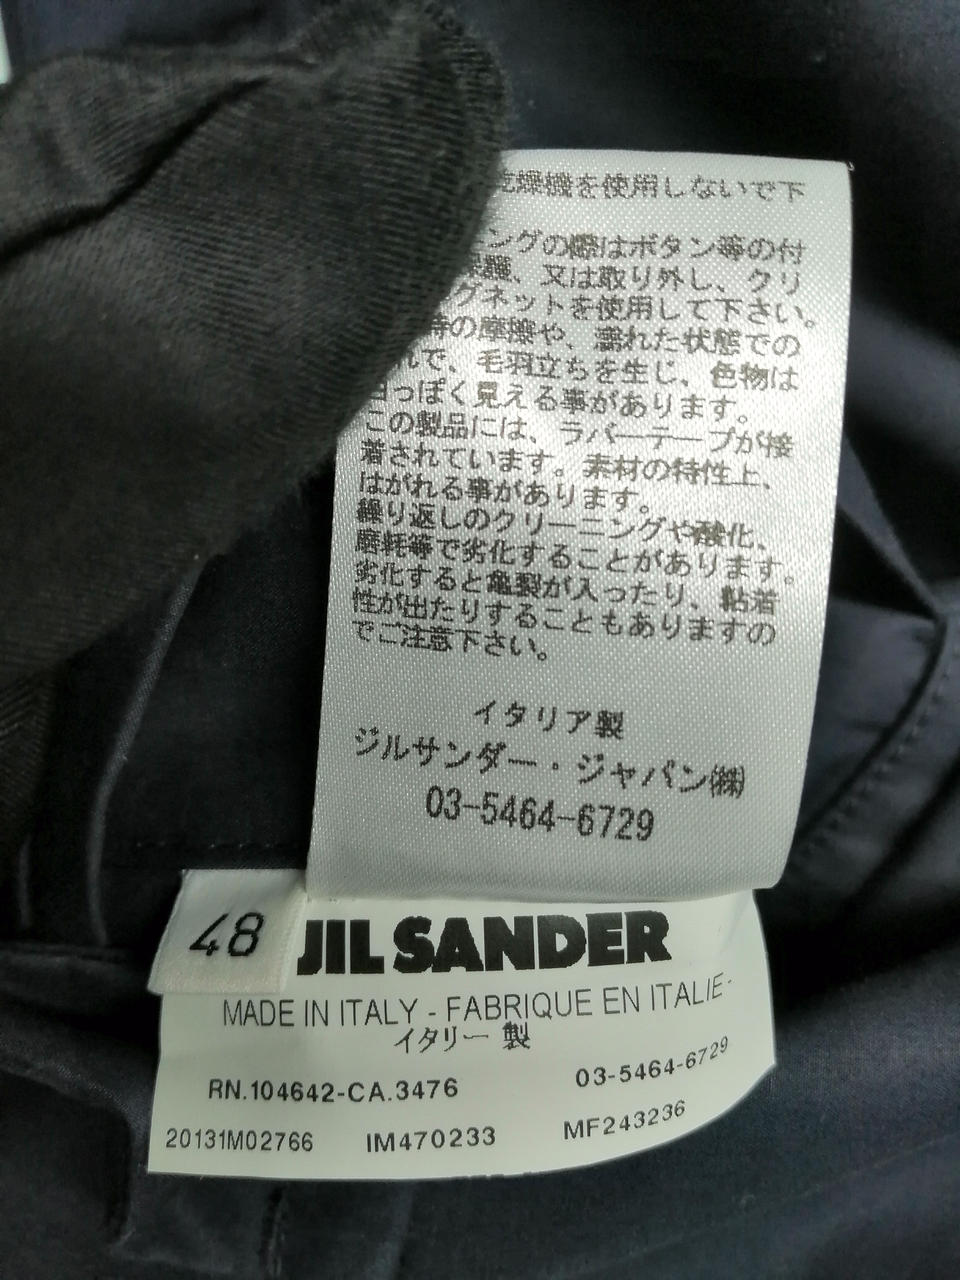 燥機を使用しないで下
ングの際はボタン等の付
護、又は取り外し、クリ
グネットを使用して下さい。
時の摩擦や、濡れた状態での
れで、毛羽立ちを生じ、色物は
白っぽく見える事があります。
この製品には、ラバーテープが接
着されています。素材の特性上、
はがれる事があります。
繰り返しのクリーニングや酸化、
磨耗等で劣化することがあります。
劣化すると亀裂が入ったり、粘着
性が出たりすることもありますの
でご注意下さい。
イタリア製
ジルサンダー・ジャパン㈱
03-5464-6729
48
JIL SANDER
MADE IN ITALY - FABRIQUE EN ITALIE -
イタリー 製
RN.104642-CA.3476 03-5464-6729
20131M02766 IM470233 MF243236